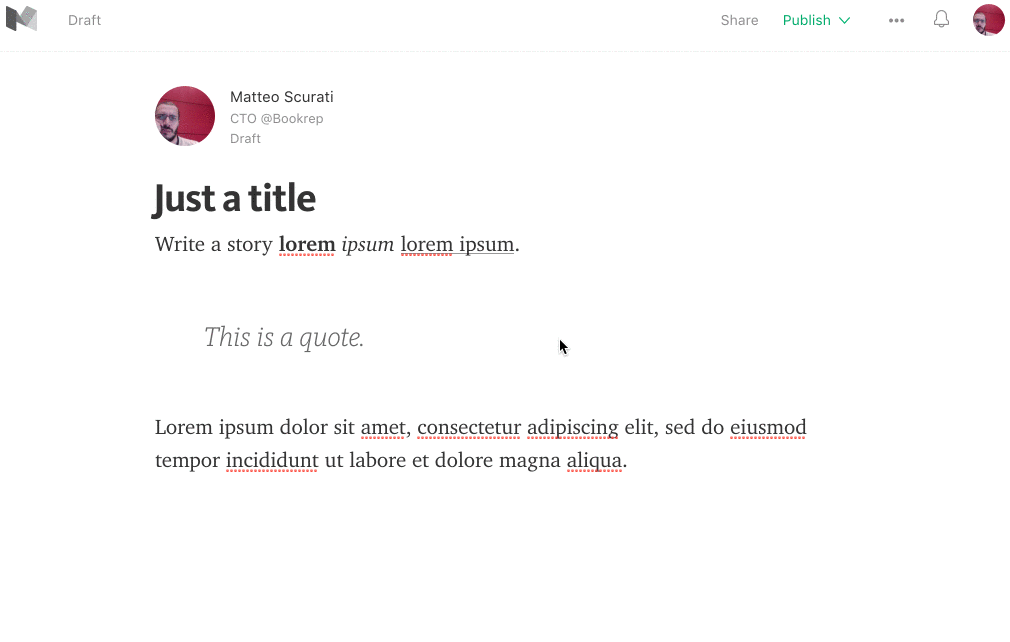 Draft
Share
Publish
Matteo Scurati
CTO @Bookrep
Draft
Just a title
Write a story lorem ipsum lorem ipsum.
This is a quote.
Lorem ipsum dolor sit amet, consectetur adipiscing elit, sed do eiusmod
tempor incididunt ut labore et dolore magna aliqua.